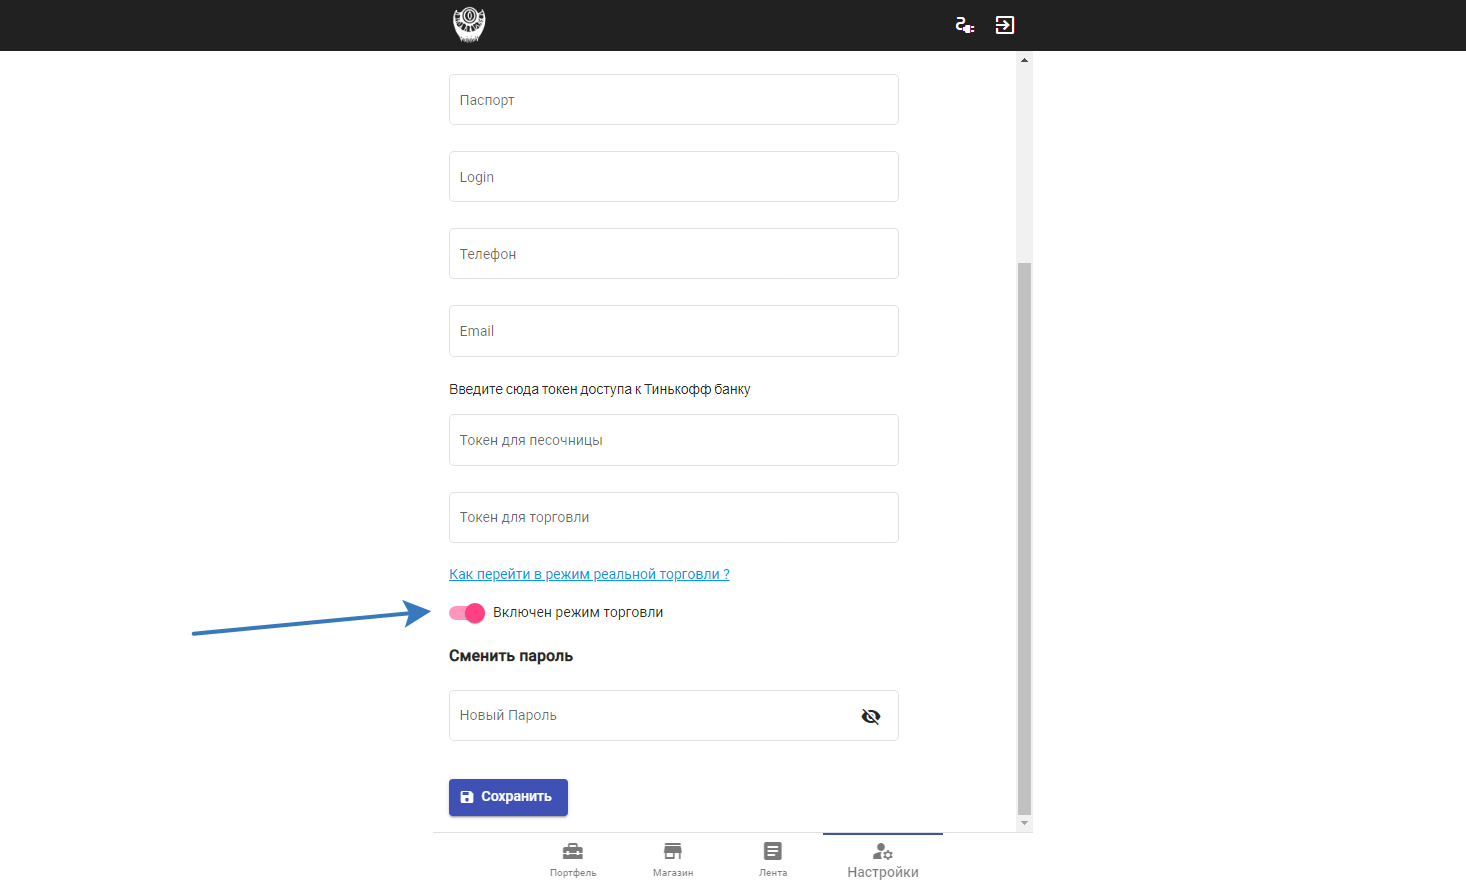 Паспорт
Login
Телефон
Email
Введите сюда токен доступа к Тинькофф банку
Токен для песочницы
Токен для торговли
Как перейти в режим реальной торговли ?
Включен режим торговли
Сменить пароль
Новый Пароль
Сохранить
Портфель
Магазин
Лента
Настройки